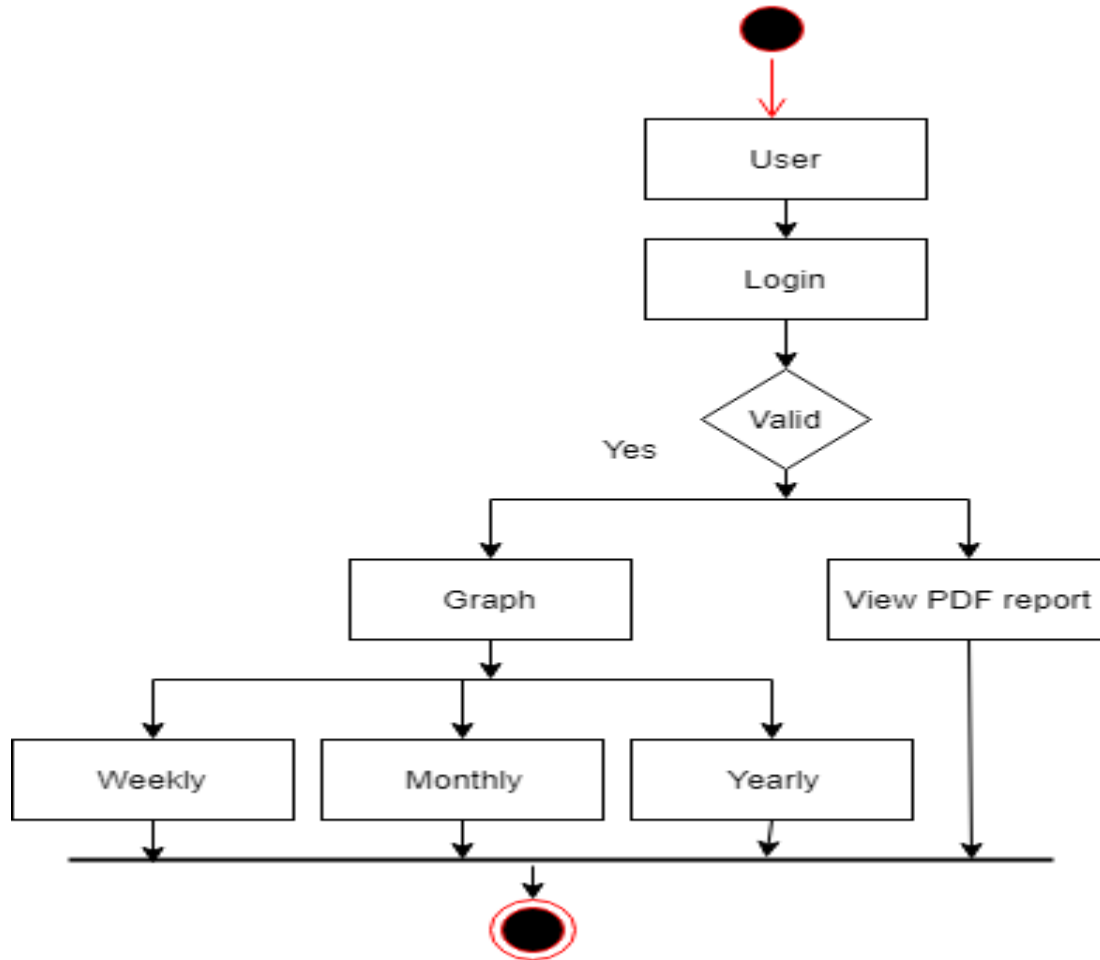 User
Login
Valid
Yes
Graph
View PDF report
Weekly
Monthly
Yearly